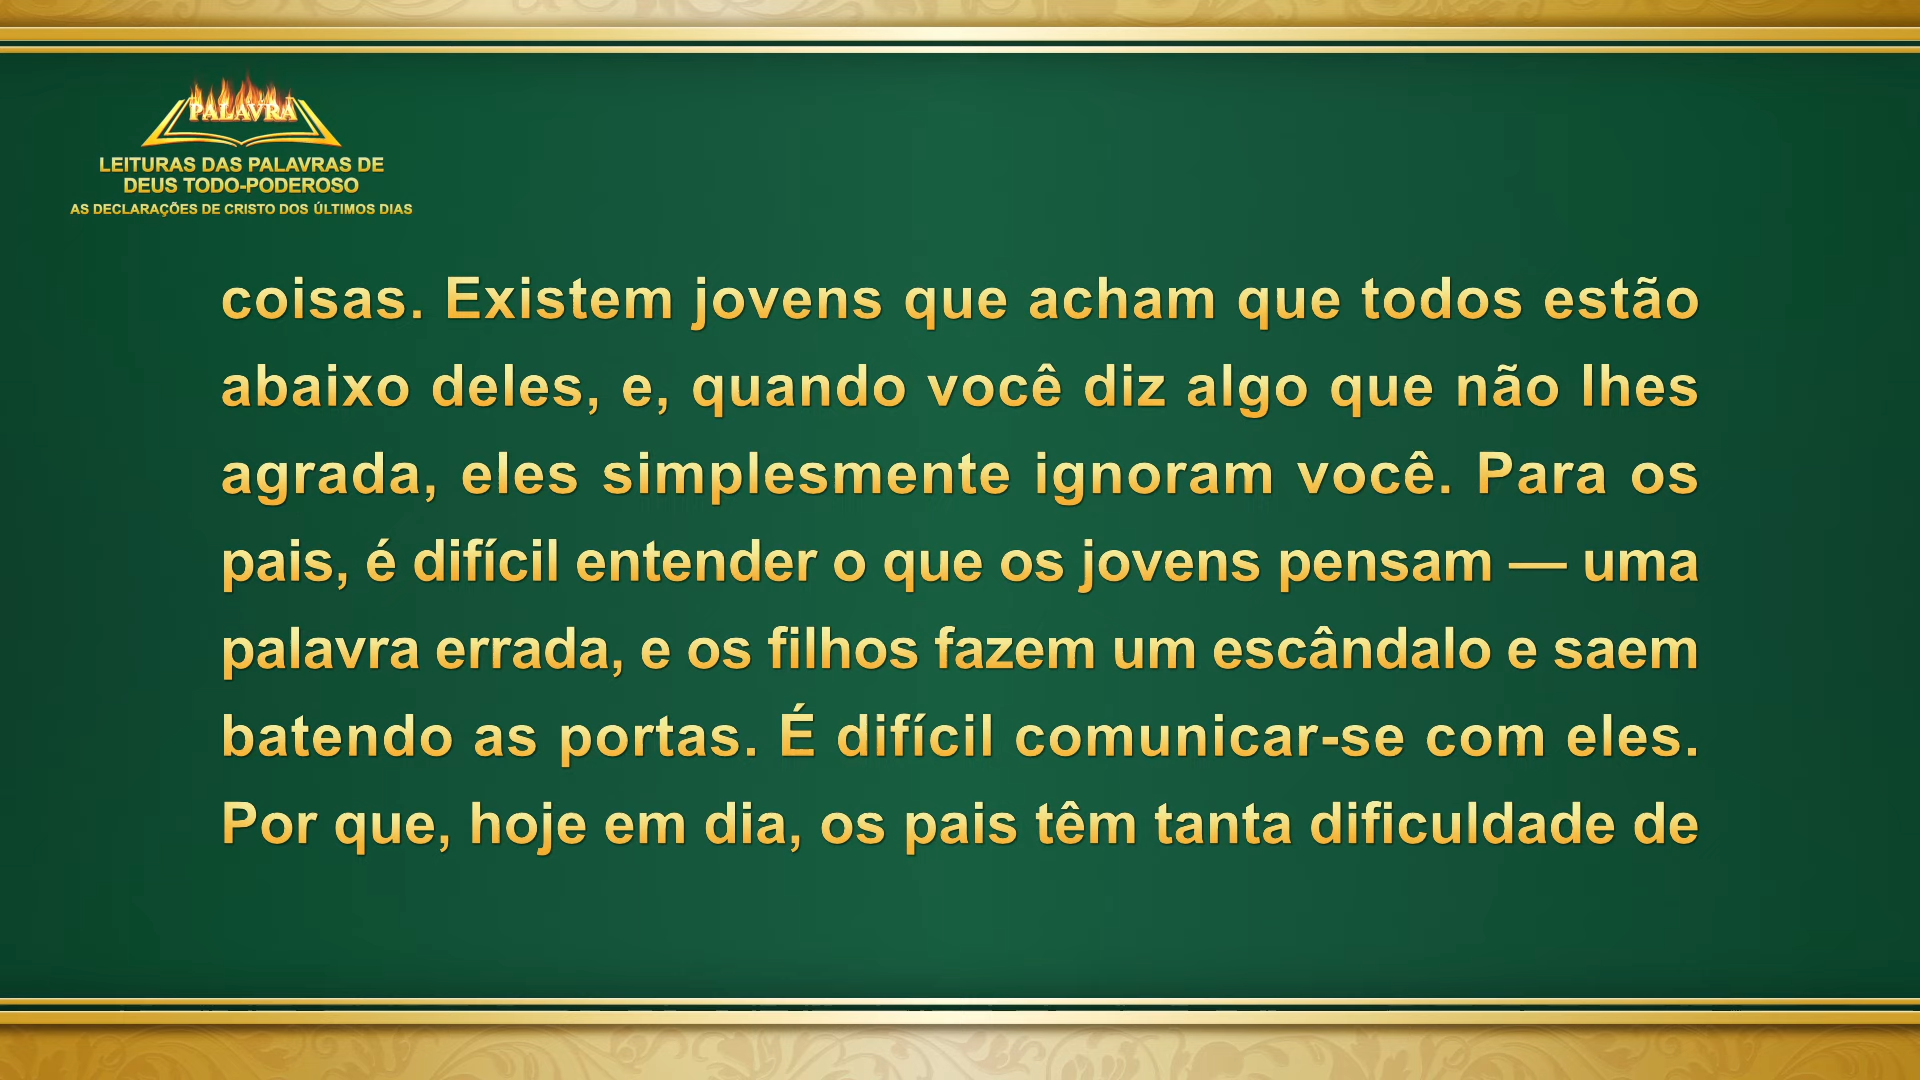 PALAVRA
LEITURAS DAS PALAVRAS DE
DEUS TODO-PODEROSO
AS DECLARAÇÕES DE CRISTO DOS ÚLTIMOS DIAS
coisas. Existem jovens que acham que todos estão
abaixo deles, e, quando você diz algo que não lhes
agrada, eles simplesmente ignoram você. Para os
pais, é difícil entender o que os jovens pensam — uma
palavra errada, e os filhos fazem um escândalo e saem
batendo as portas. É difícil comunicar-se com eles.
Por que, hoje em dia, os pais têm tanta dificuldade de